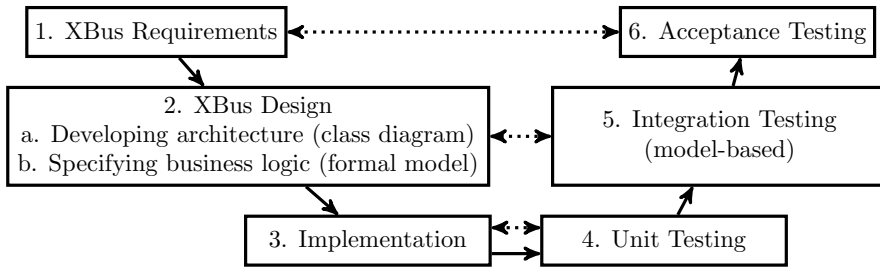 1. XBus Requirements
6. Acceptance Testing
2. XBus Design
a. Developing architecture (class diagram)
b. Specifying business logic (formal model)
5. Integration Testing
(model-based)
3. Implementation
4. Unit Testing